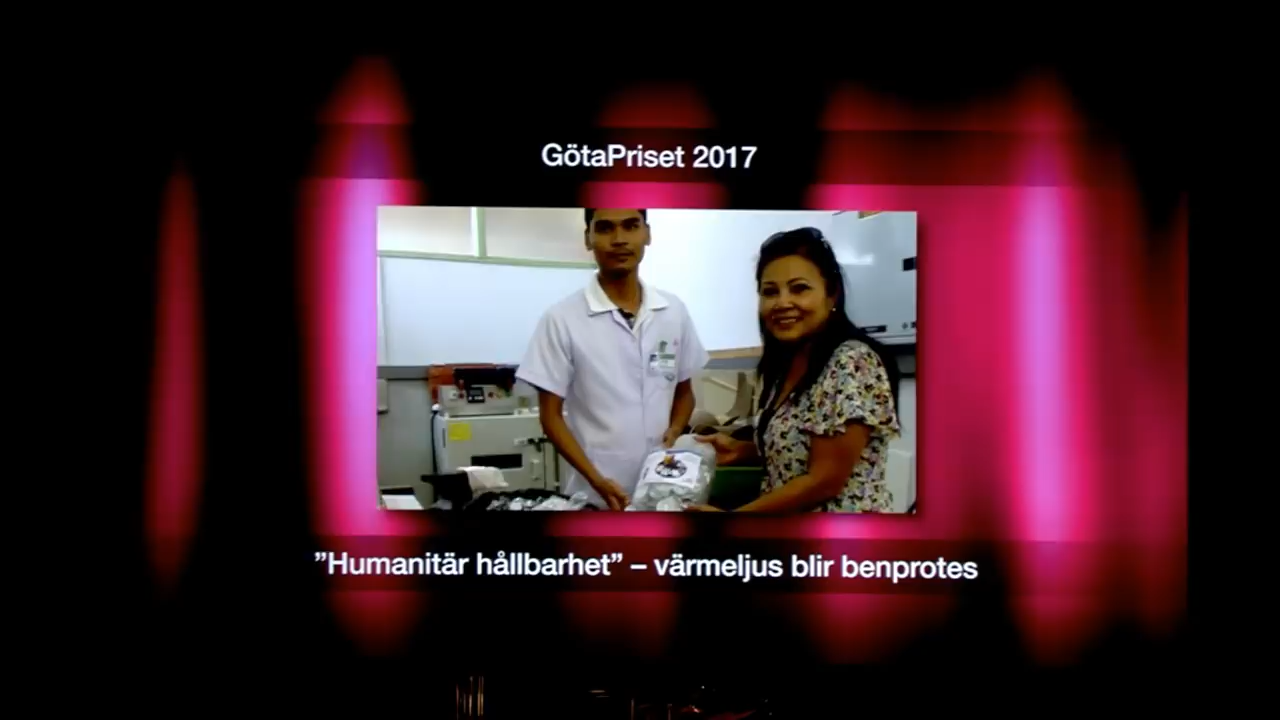 GötaPriset 2017
”Humanitär hållbarhet” – värmeljus blir benprotes